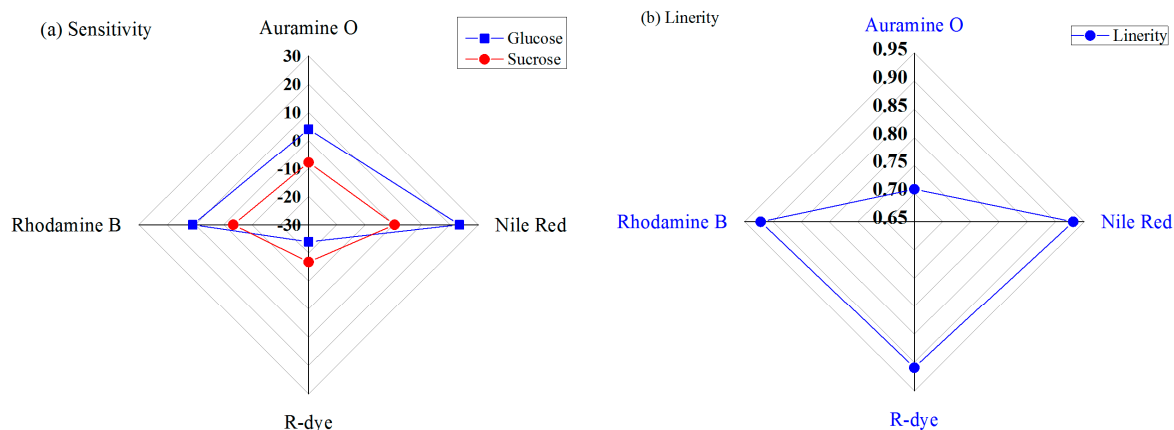 (a) Sensitivity
Auramine O
Glucose
Sucrose
30
20
10
0
-10
-20
-30
Rhodamine B
Nile Red
R-dye
(b) Linerity
Auramine O
Linerity
0.95
0.90
0.85
0.80
0.75
0.70
0.65
Rhodamine B
Nile Red
R-dye